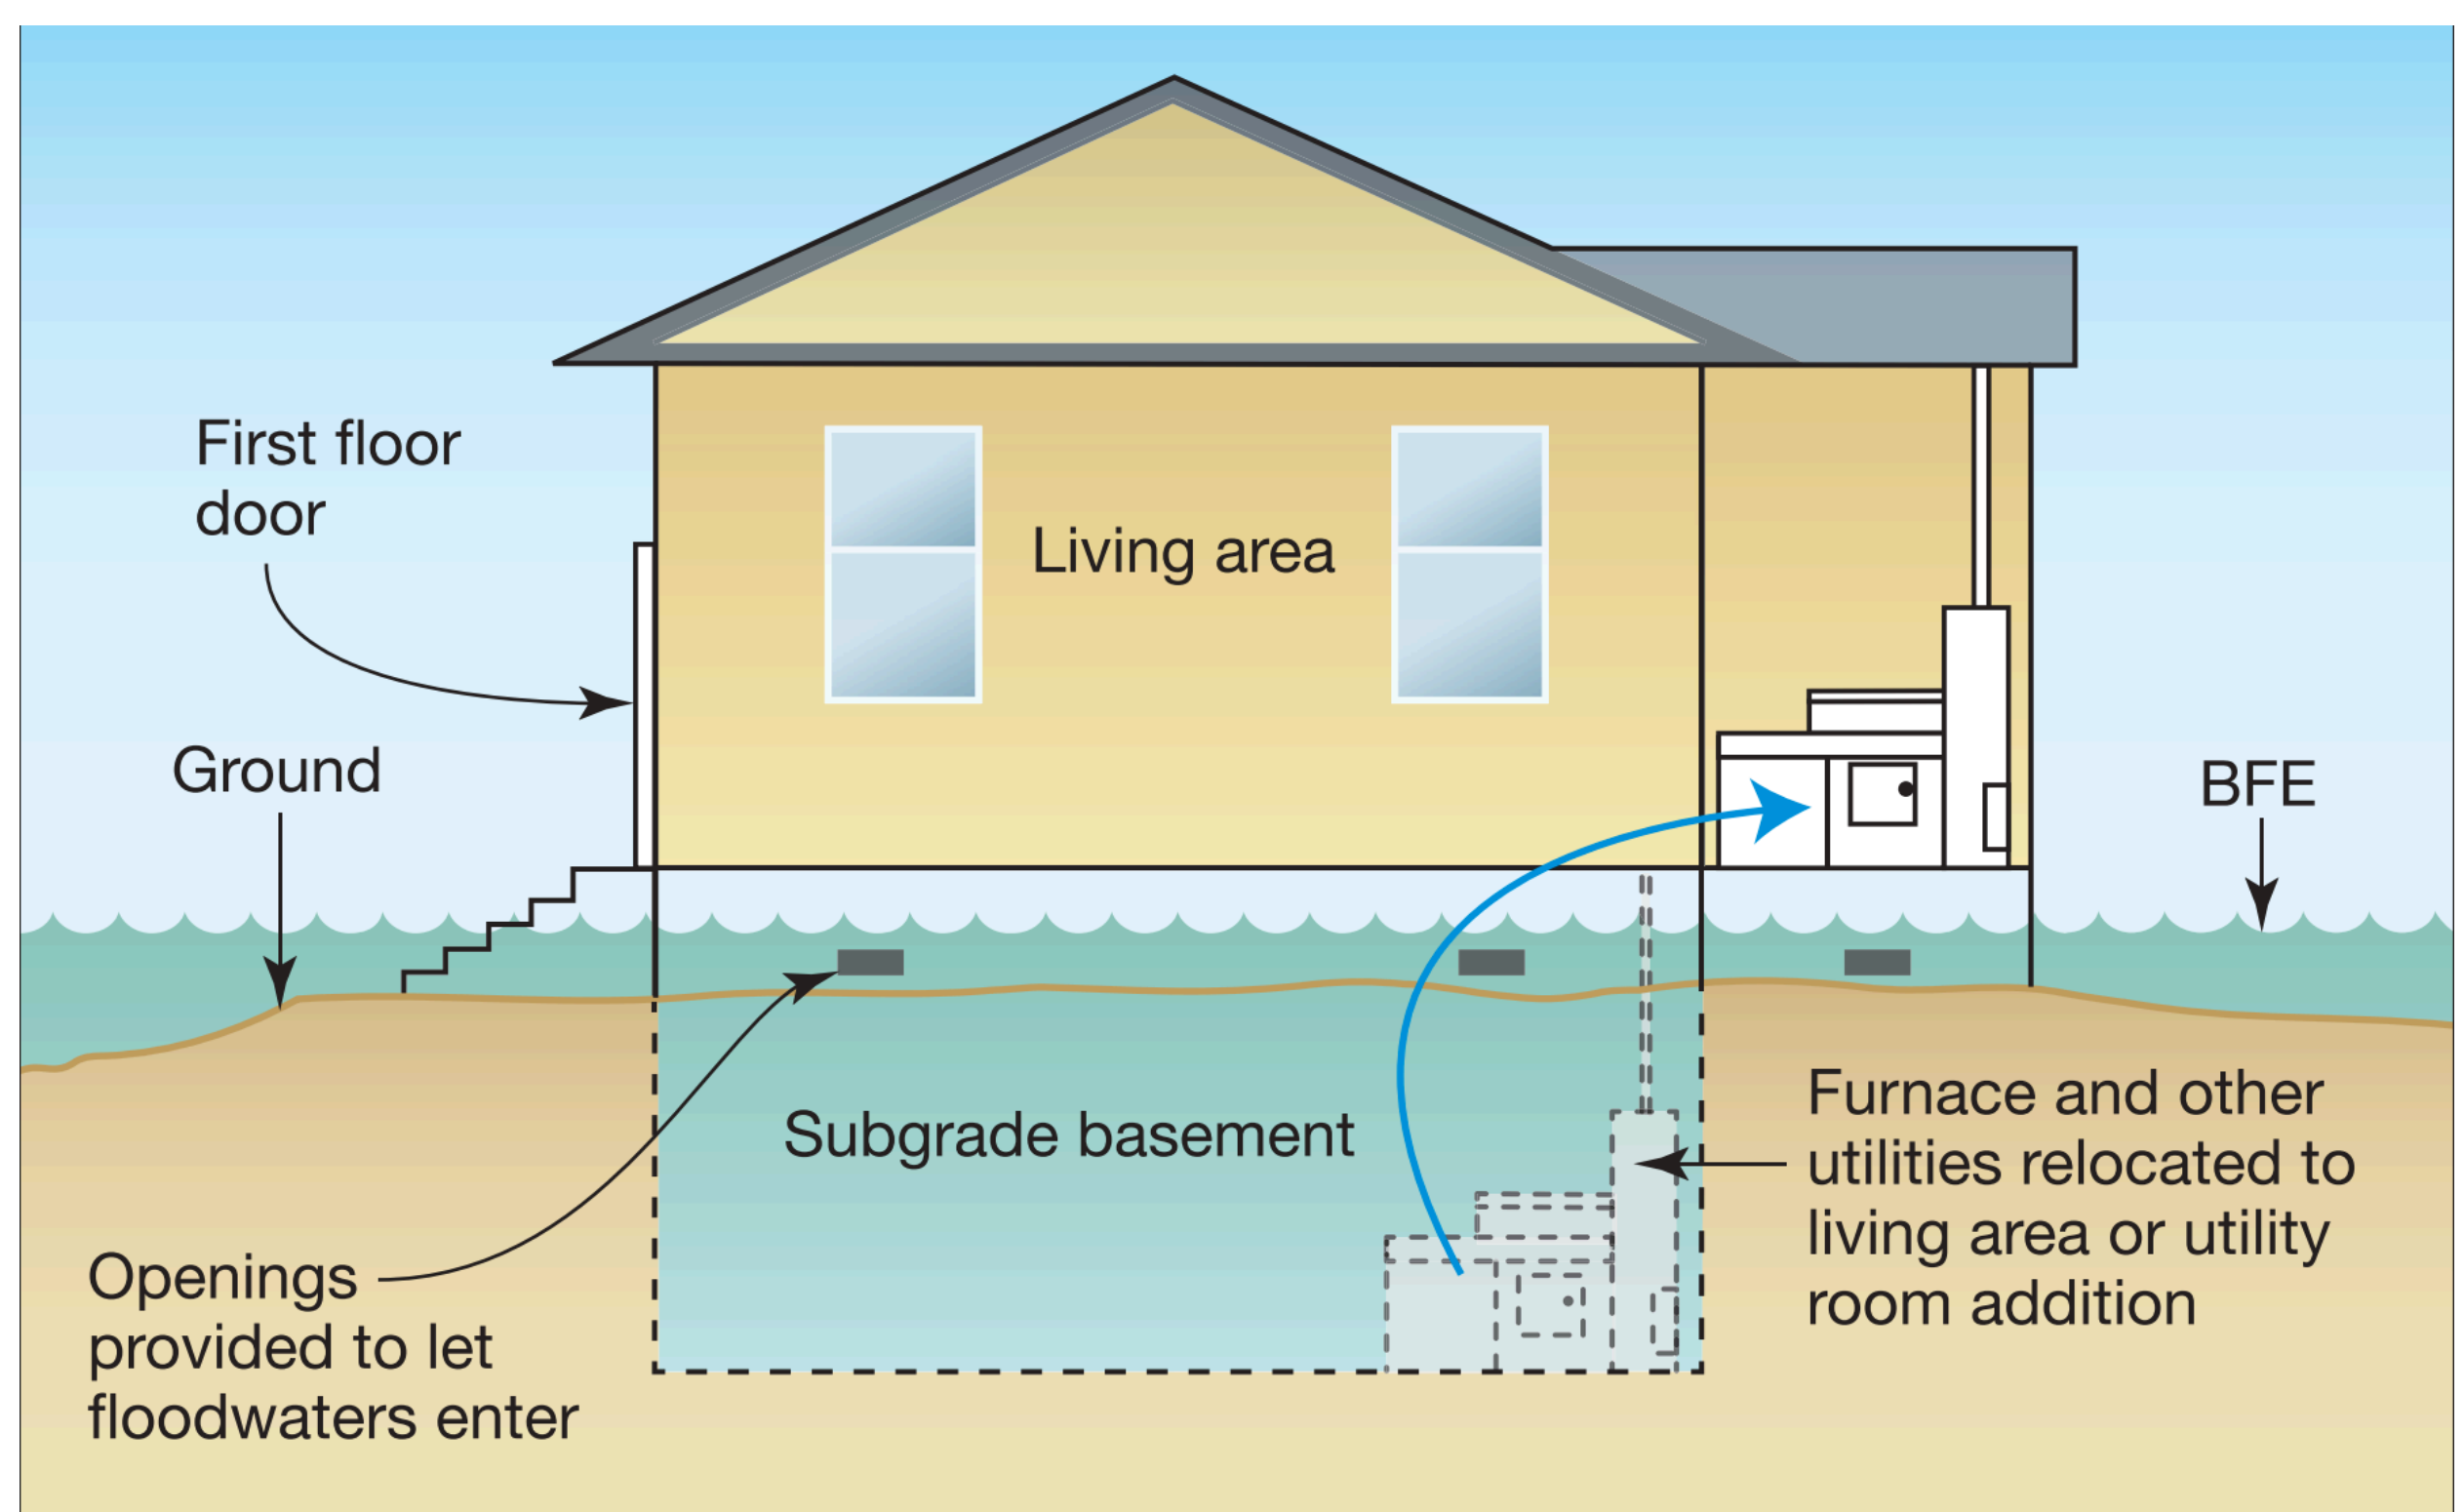 First floor
door
Living area
Ground
BFE
Subgrade basement
Furnace and other
utilities relocated to
living area or utility
room addition
Openings
provided to let
floodwaters enter